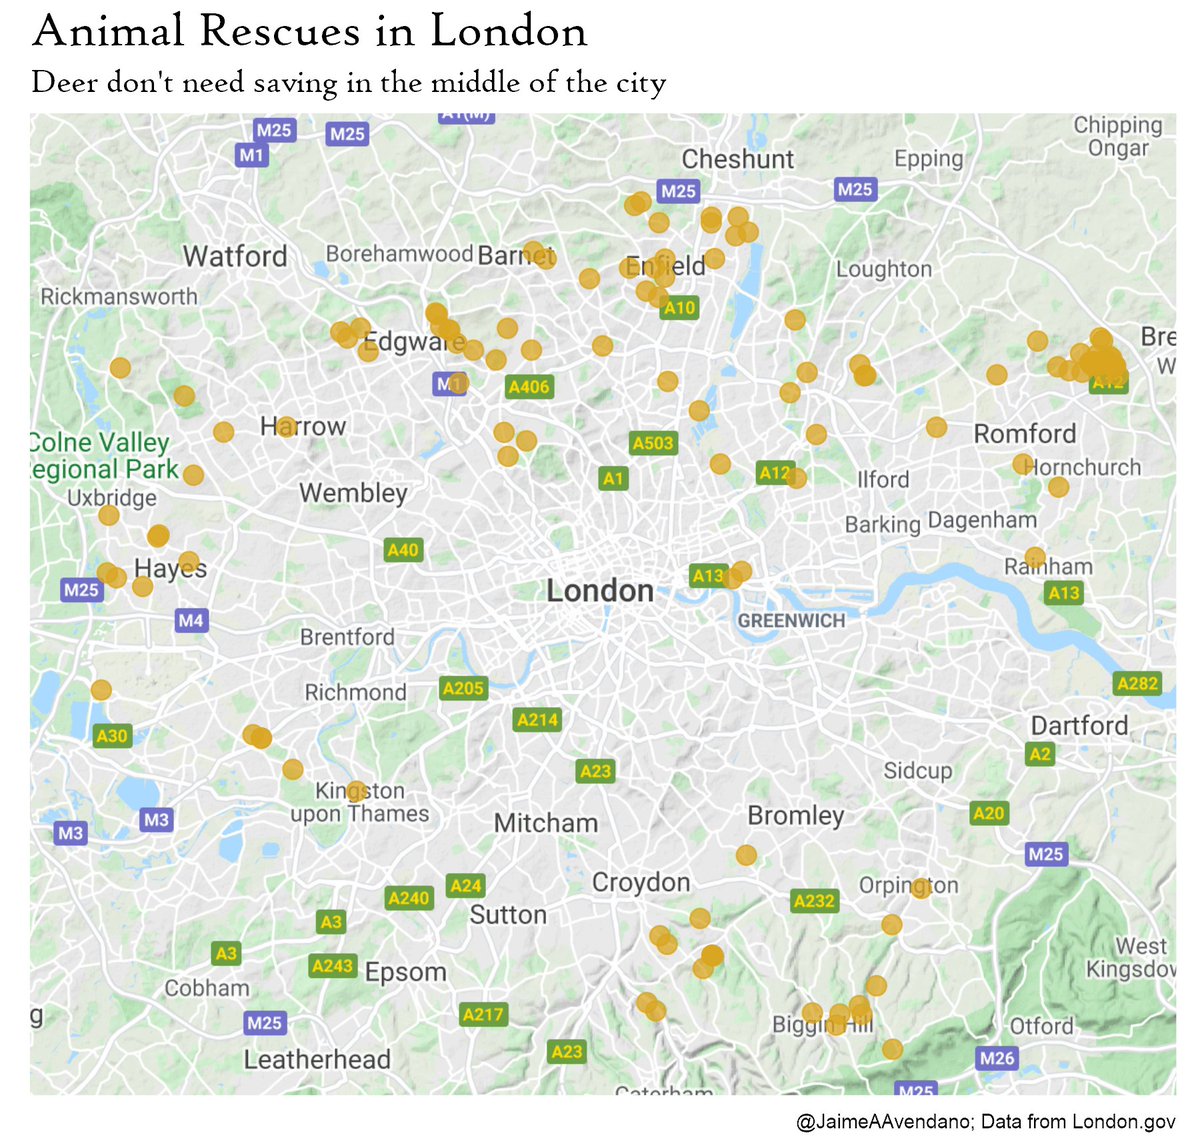 Animal Rescues in London
Deer don't need saving in the middle of the city
A1(M)
M25
M25
M1
Chipping
Ongar
Cheshunt
Epping
M25
M25
Watford
Borehamwood
Barnet
Enfield
Loughton
Rickmansworth
A10
Edgware
Bre
W
M1
A406
A12
Harrow
Romford
Colne Valley
Regional Park
A503
Hornchurch
A1
A12
Ilford
Uxbridge
Wembley
Barking
Dagenham
A40
Hayes
Rainham
M25
London
A13
A13
M4
GREENWICH
Brentford
Richmond
A205
A282
A214
A30
Dartford
A23
A2
Sidcup
Kingston
upon Thames
M3
M3
Mitcham
Bromley
A20
M25
Croydon
Orpington
A24
A240
A232
A3
Sutton
A3
A243
Epsom
West
Kingsdow
Cobham
g
M25
A217
Biggin Hill
Otford
Leatherhead
A23
M26
M25
Caterham
@JaimeAAvendano; Data from London.gov